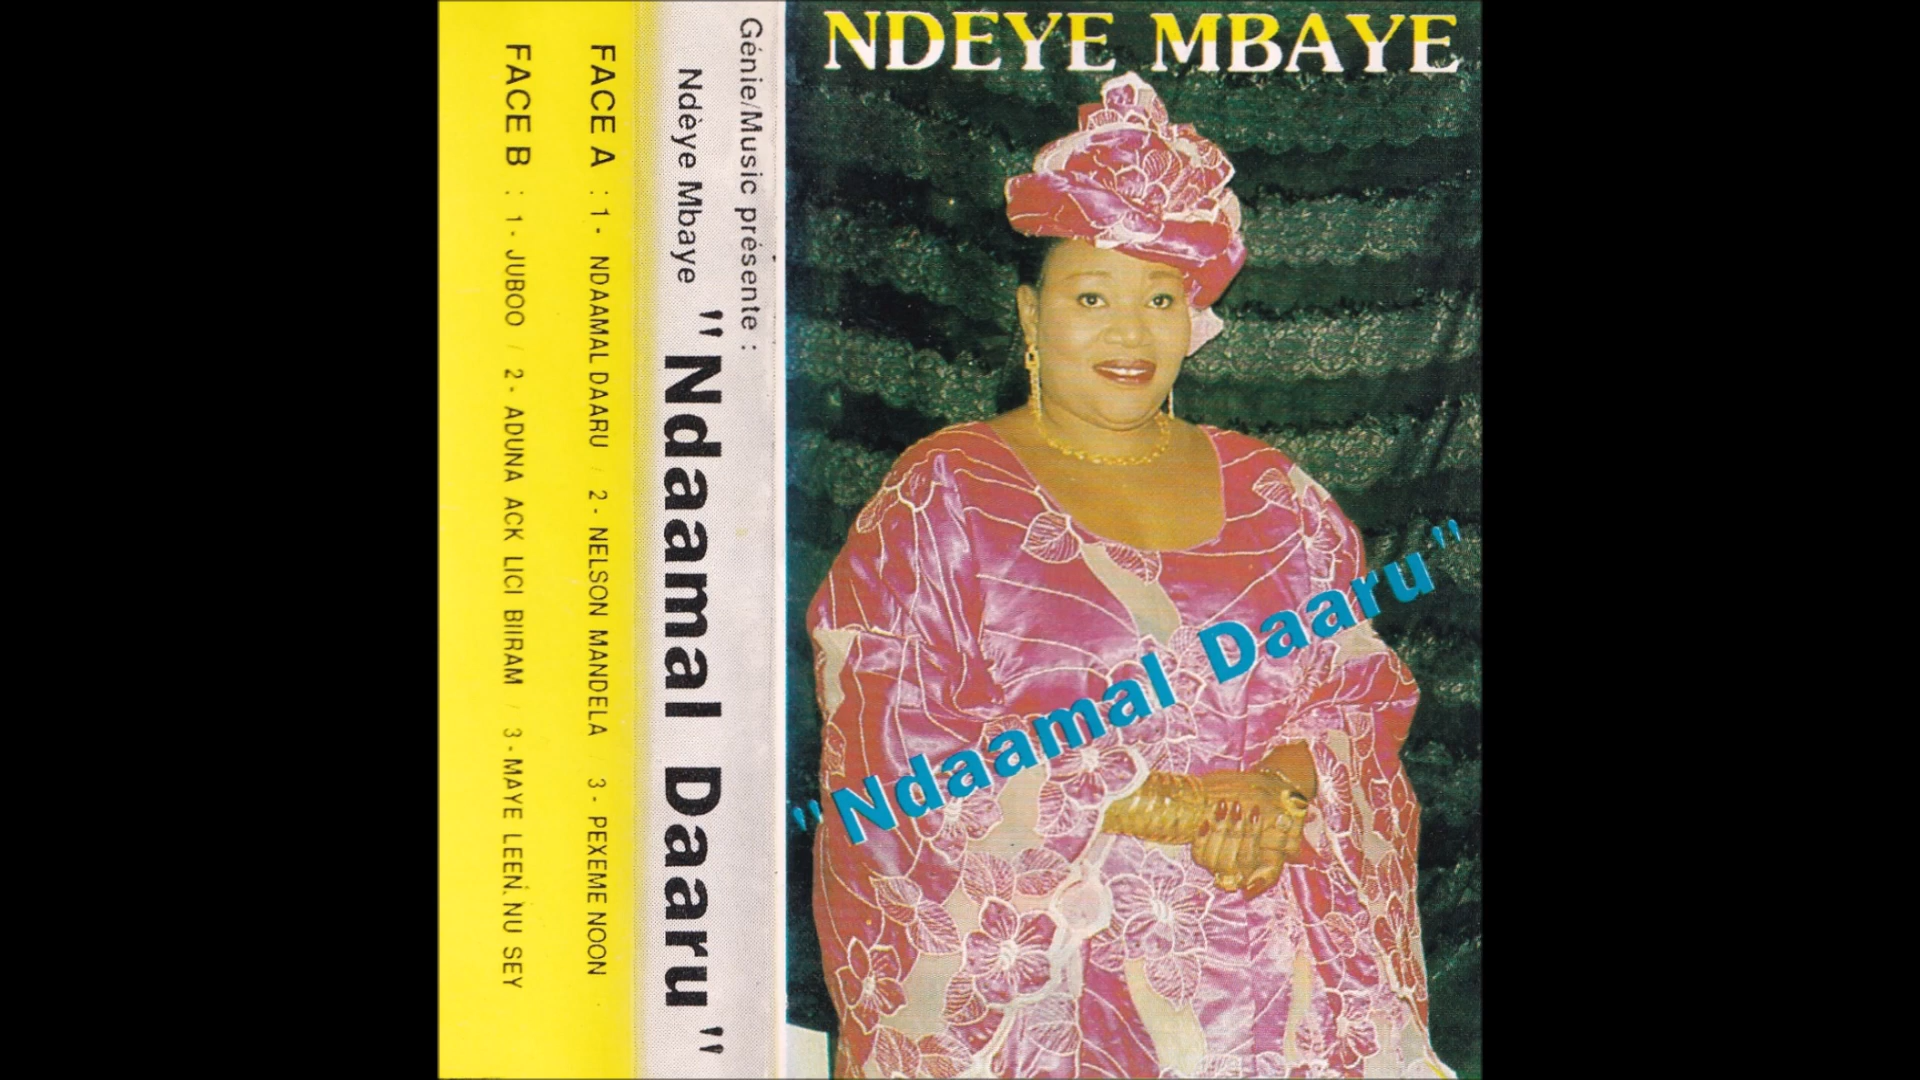 NDEYE MBAYE
"Ndaamal Daaru"
Génie/Music présente :
Ndèye Mbaye "Ndaamal Daaru"
FACE A : 1 - NDAAMAL DAARU / 2 - NELSON MANDELA / 3 - PEXEME NOON
FACE B : 1 - JUBOO / 2 - ADUNA ACK LICI BIIRAM / 3 - MAYE LEEN. NU SEY